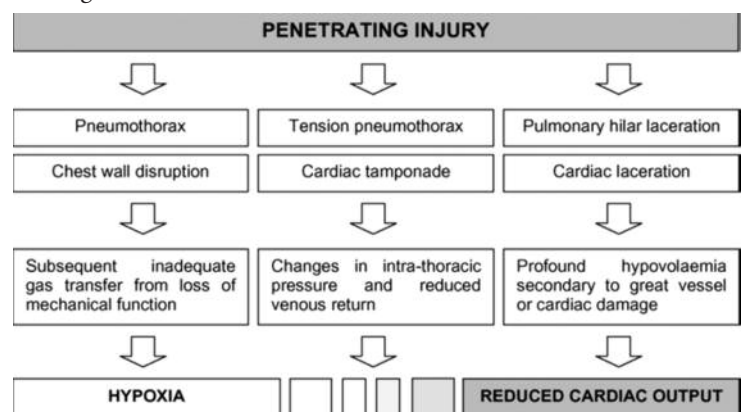 PENETRATING INJURY
Pneumothorax
Tension pneumothorax
Pulmonary hilar laceration
Chest wall disruption
Cardiac tamponade
Cardiac laceration
Subsequent inadequate
gas transfer from loss of
mechanical function
Changes in intra-thoracic
pressure and reduced
venous return
Profound hypovolaemia
secondary to great vessel
or cardiac damage
HYPOXIA
REDUCED CARDIAC OUTPUT